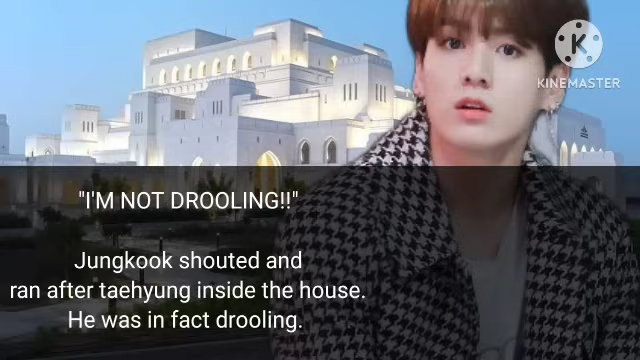 K
KINEMASTER
"I'M NOT DROOLING!!"
Jungkook shouted and
ran after taehyung inside the house.
He was in fact drooling.